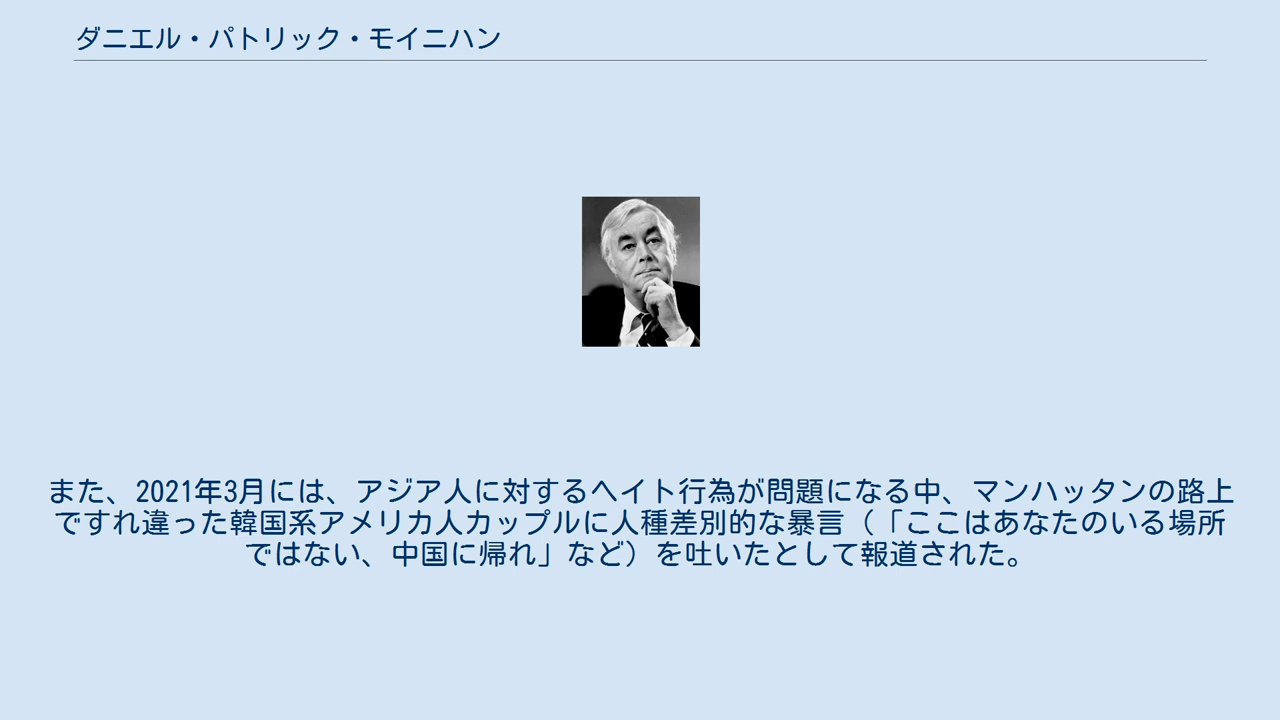 ダニエル・パトリック・モイニハン
また、2021年3月には、アジア人に対するヘイト行為が問題になる中、マンハッタンの路上
ですれ違った韓国系アメリカ人カップルに人種差別的な暴言（「ここはあなたのいる場所
ではない、中国に帰れ」など）を吐いたとして報道された。